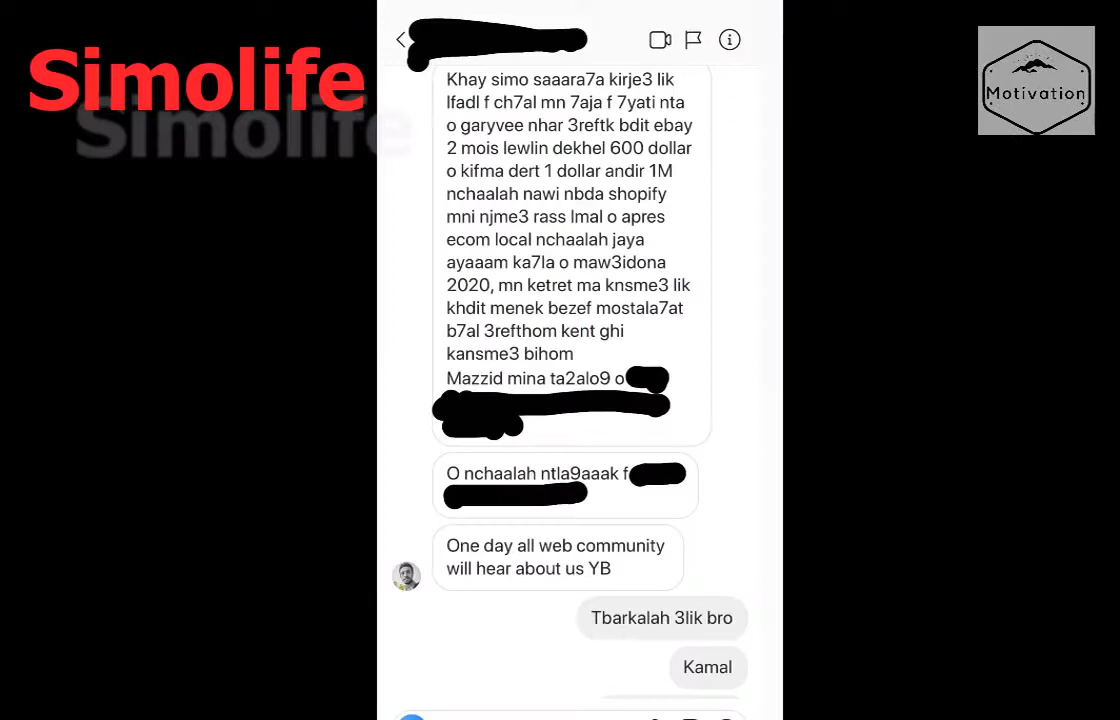 Simolife
Simolife
Motivation
Khay simo saaara7a kirje3 lik
lfadl f ch7al mn 7aja f 7yati nta
o garyvee nhar 3reftk bdit ebay
2 mois lewlin dekhel 600 dollar
o kifma dert 1 dollar andir 1M
nchaalah nawi nbda shopify
mni njme3 rass lmal o apres
ecom local nchaalah jaya
ayaaam ka7la o maw3idona
2020, mn ketret ma knsme3 lik
khdit menek bezef mostala7at
b7al 3refthom kent ghi
kansme3 bihom
Mazzid mina ta2alo9 o
O nchaalah ntla9aaak f
One day all web community
will hear about us YB
Tbarkalah 3lik bro
Kamal